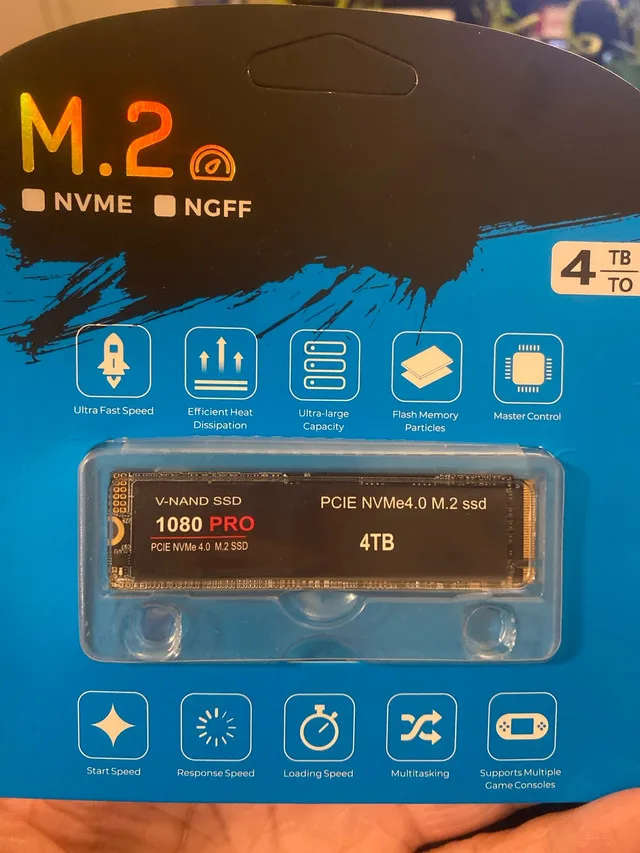 M.2
NVME NGFF
4 TB
TO
Ultra Fast Speed
Efficient Heat
Dissipation
Ultra-large
Capacity
Flash Memory
Particles
Master Control
V-NAND SSD
1080 PRO
PCIE NVMe 4.0 M.2 SSD
PCIE NVMe4.0 M.2 ssd
4TB
Start Speed
Response Speed
Loading Speed
Multitasking
Supports Multiple
Game Consoles